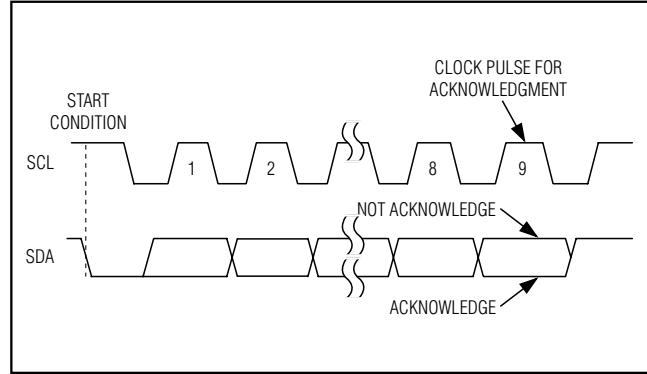 CLOCK PULSE FOR
ACKNOWLEDGMENT
START
CONDITION
SCL
1
2
8
9
NOT ACKNOWLEDGE
SDA
ACKNOWLEDGE